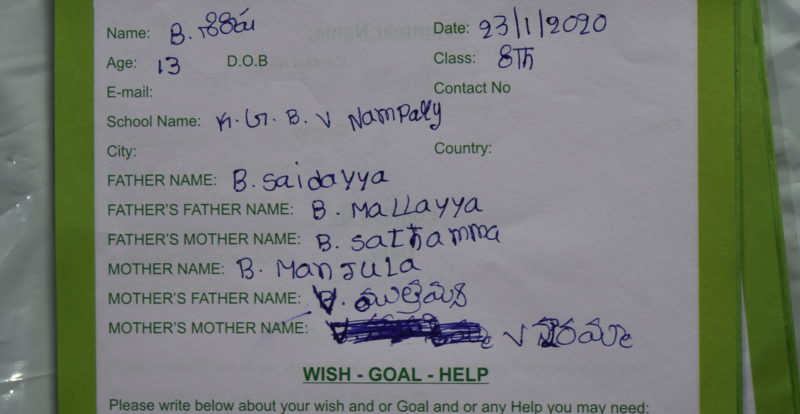 Name: B. Date: 23/1/2020
Age: 13 D.O.B Class: 8Th
E-mail: Contact No
School Name: K. G. B. V Nampally
City: Country:
FATHER NAME: B. Saidayya
FATHER'S FATHER NAME: B. Mallayya
FATHER'S MOTHER NAME: B. Sathamma
MOTHER NAME: B. Manjula
MOTHER'S FATHER NAME: V.
MOTHER'S MOTHER NAME: V
WISH - GOAL - HELP
Please write below about your wish and or Goal and or any Help you may need: